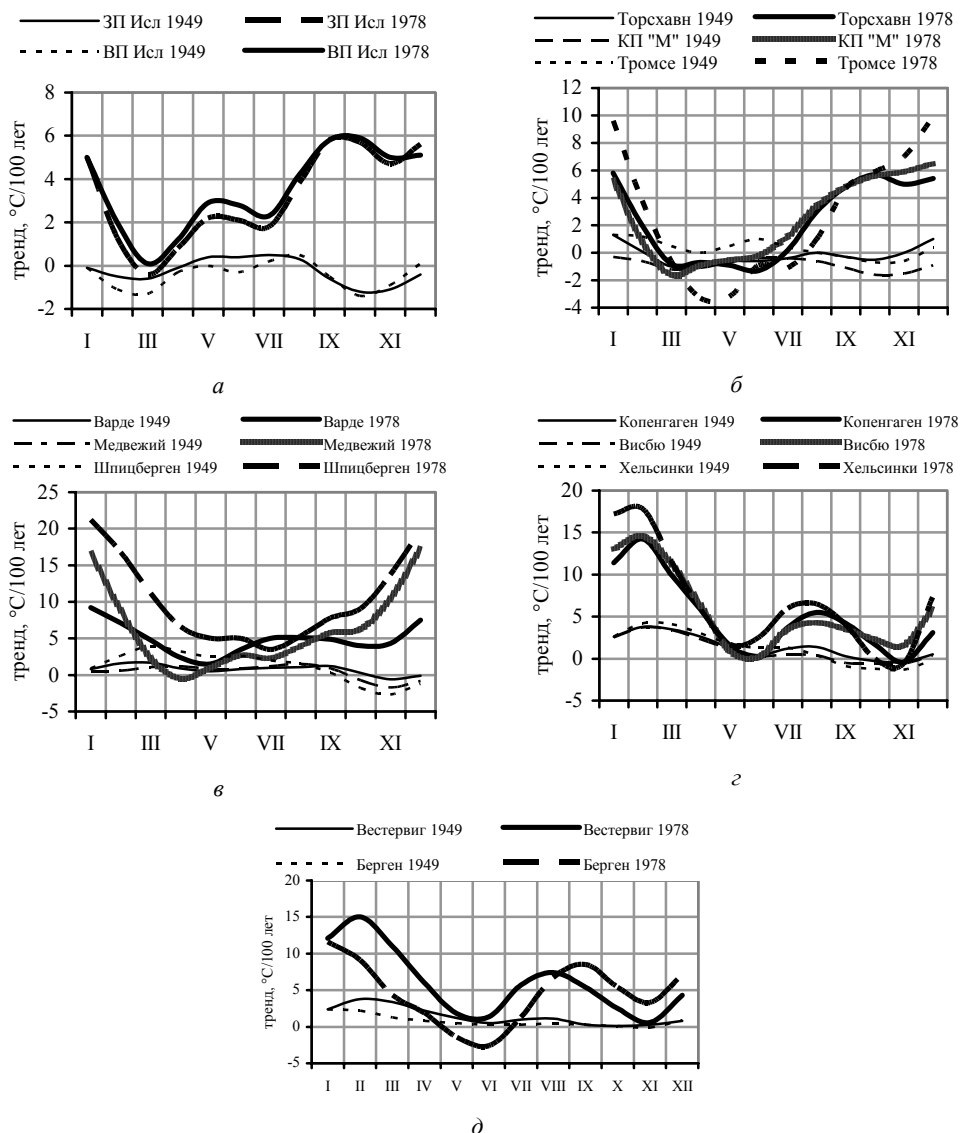 ЗП Исл 1949 ЗП Исл 1978
ВП Исл 1949 ВП Исл 1978
тренд, °С/100 лет
8
6
4
2
0
-2
I III V VII IX XI
а
Торсхавн 1949 Торсхавн 1978
КП "М" 1949 КП "М" 1978
Тромсе 1949 Тромсе 1978
тренд, °С/100 лет
12
10
8
6
4
2
0
-2
-4
I III V VII IX XI
б
Варде 1949 Варде 1978
Медвежий 1949 Медвежий 1978
Шпицберген 1949 Шпицберген 1978
тренд, °С/100 лет
25
20
15
10
5
0
-5
I III V VII IX XI
в
Копенгаген 1949 Копенгаген 1978
Висбю 1949 Висбю 1978
Хельсинки 1949 Хельсинки 1978
тренд, °С/100 лет
20
15
10
5
0
-5
I III V VII IX XI
г
Вестервиг 1949 Вестервиг 1978
Берген 1949 Берген 1978
тренд, °С/100 лет
20
15
10
5
0
-5
I II III IV V VI VII VIII IX X XI XII
д